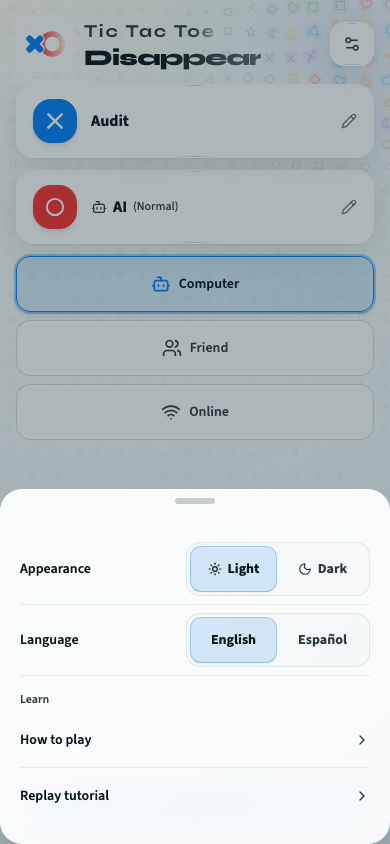 Tic Tac Toe
Disappear
Audit
AI (Normal)
Computer
Friend
Online
Appearance
Light
Dark
Language
English
Español
Learn
How to play
Replay tutorial